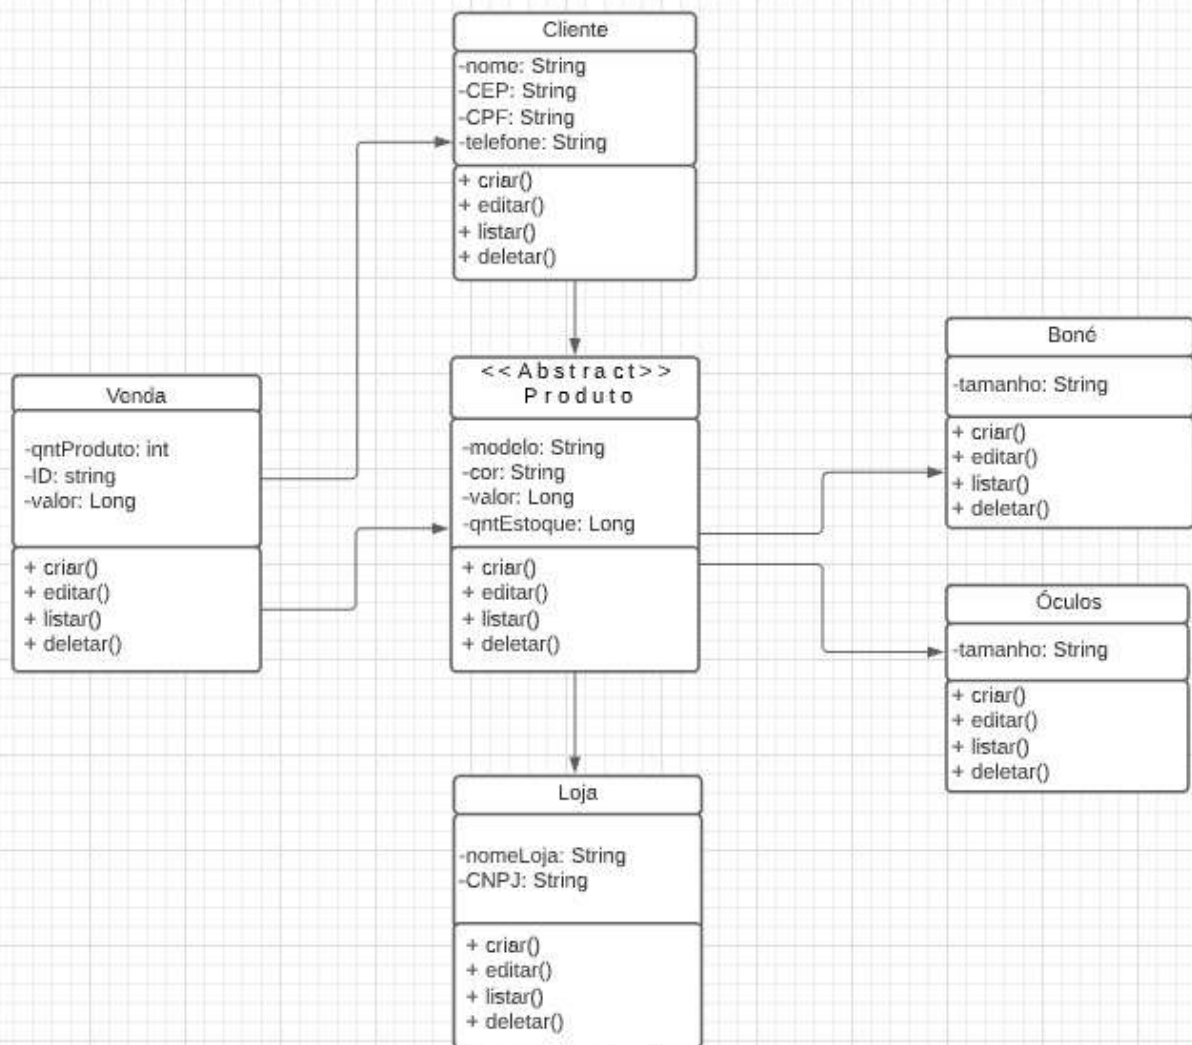 Cliente
-nome: String
-CEP: String
-CPF: String
-telefone: String
+ criar()
+ editar()
+ listar()
+ deletar()
Venda
-qntProduto: int
-ID: string
-valor: Long
+ criar()
+ editar()
+ listar()
+ deletar()
<<Abstract>>
Produto
-modelo: String
-cor: String
-valor: Long
-qntEstoque: Long
+ criar()
+ editar()
+ listar()
+ deletar()
Boné
-tamanho: String
+ criar()
+ editar()
+ listar()
+ deletar()
Óculos
-tamanho: String
+ criar()
+ editar()
+ listar()
+ deletar()
Loja
-nomeLoja: String
-CNPJ: String
+ criar()
+ editar()
+ listar()
+ deletar()